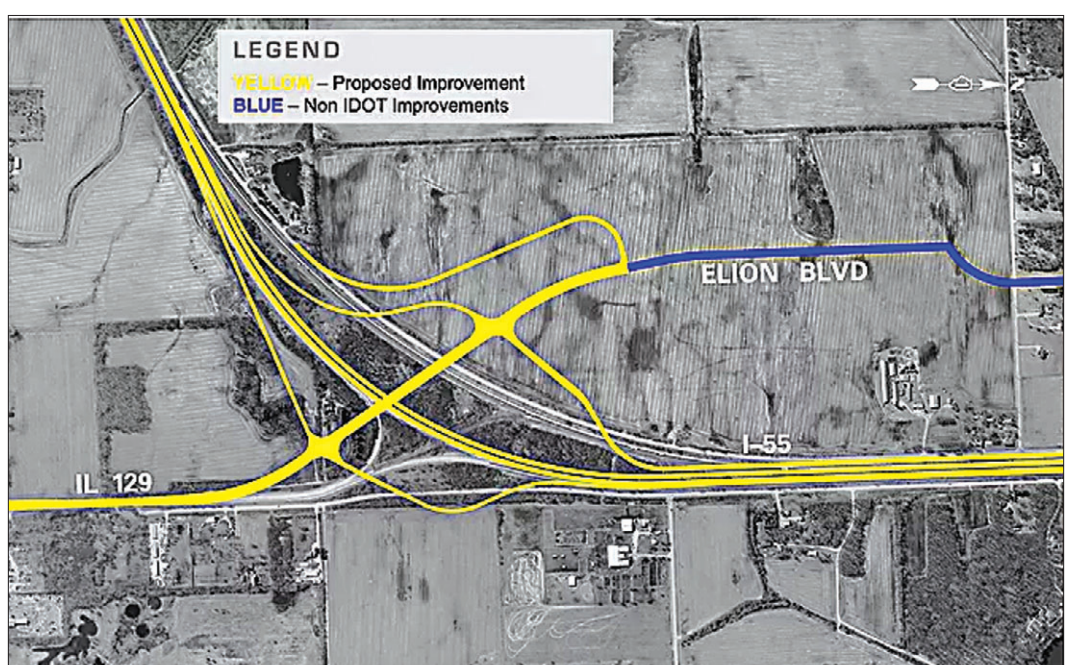 LEGEND
YELLOW – Proposed Improvement
BLUE – Non IDOT Improvements
N
ELION BLVD
I-55
IL 129